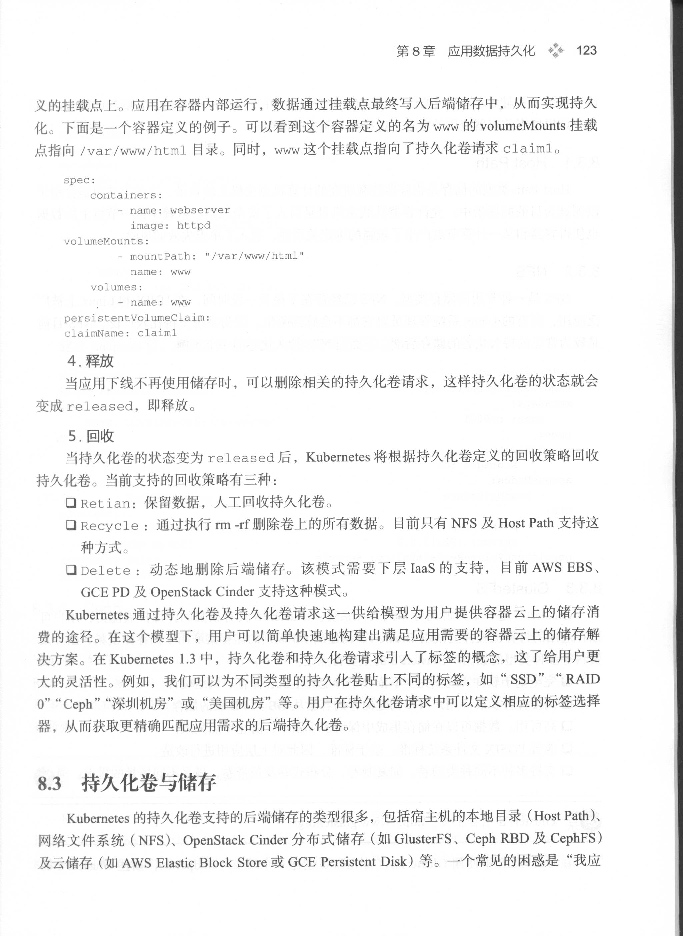 第 8 章 应用数据持久化 123
义的挂载点上。应用在容器内部运行，数据通过挂载点最终写入后端储存中，从而实现持久
化。下面是一个容器定义的例子。可以看到这个容器定义的名为 www 的 volumeMounts 挂载
点指向 /var/www/html 目录。同时，www 这个挂载点指向了持久化卷请求 claim1。
spec:
containers:
- name: webserver
image: httpd
volumeMounts:
- mountPath: "/var/www/html"
name: www
volumes:
- name: www
persistentVolumeClaim:
claimName: claim1
4. 释放
当应用下线不再使用储存时，可以删除相关的持久化卷请求，这样持久化卷的状态就会
变成 released，即释放。
5. 回收
当持久化卷的状态变为 released 后，Kubernetes 将根据持久化卷定义的回收策略回收
持久化卷。当前支持的回收策略有三种：
❑ Retian：保留数据，人工回收持久化卷。
❑ Recycle：通过执行 rm -rf 删除卷上的所有数据。目前只有 NFS 及 Host Path 支持这
种方式。
❑ Delete：动态地删除后端储存。该模式需要下层 IaaS 的支持，目前 AWS EBS、
GCE PD 及 OpenStack Cinder 支持这种模式。
Kubernetes 通过持久化卷及持久化卷请求这一供给模型为用户提供容器云上的储存消
费的途径。在这个模型下，用户可以简单快速地构建出满足应用需要的容器云上的储存解
决方案。在 Kubernetes 1.3 中，持久化卷和持久化卷请求引入了标签的概念，这了给用户更
大的灵活性。例如，我们可以为不同类型的持久化卷贴上不同的标签，如“SSD”“RAID
0”“Ceph”“深圳机房”或“美国机房”等。用户在持久化卷请求中可以定义相应的标签选择
器，从而获取更精确匹配应用需求的后端持久化卷。
8.3 持久化卷与储存
Kubernetes 的持久化卷支持的后端储存的类型很多，包括宿主机的本地目录（Host Path）、
网络文件系统（NFS）、OpenStack Cinder 分布式储存（如 GlusterFS、Ceph RBD 及 CephFS）
及云储存（如 AWS Elastic Block Store 或 GCE Persistent Disk）等。一个常见的困惑是“我应